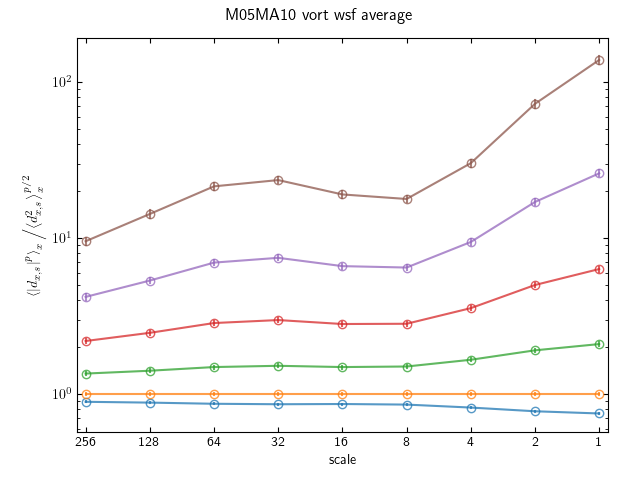 M05MA10 vort wsf average
⟨|d_{x,s}|^p⟩_x / ⟨d_{x,s}^2⟩_x^{p/2}
10^2
10^1
10^0
256 128 64 32 16 8 4 2 1
scale